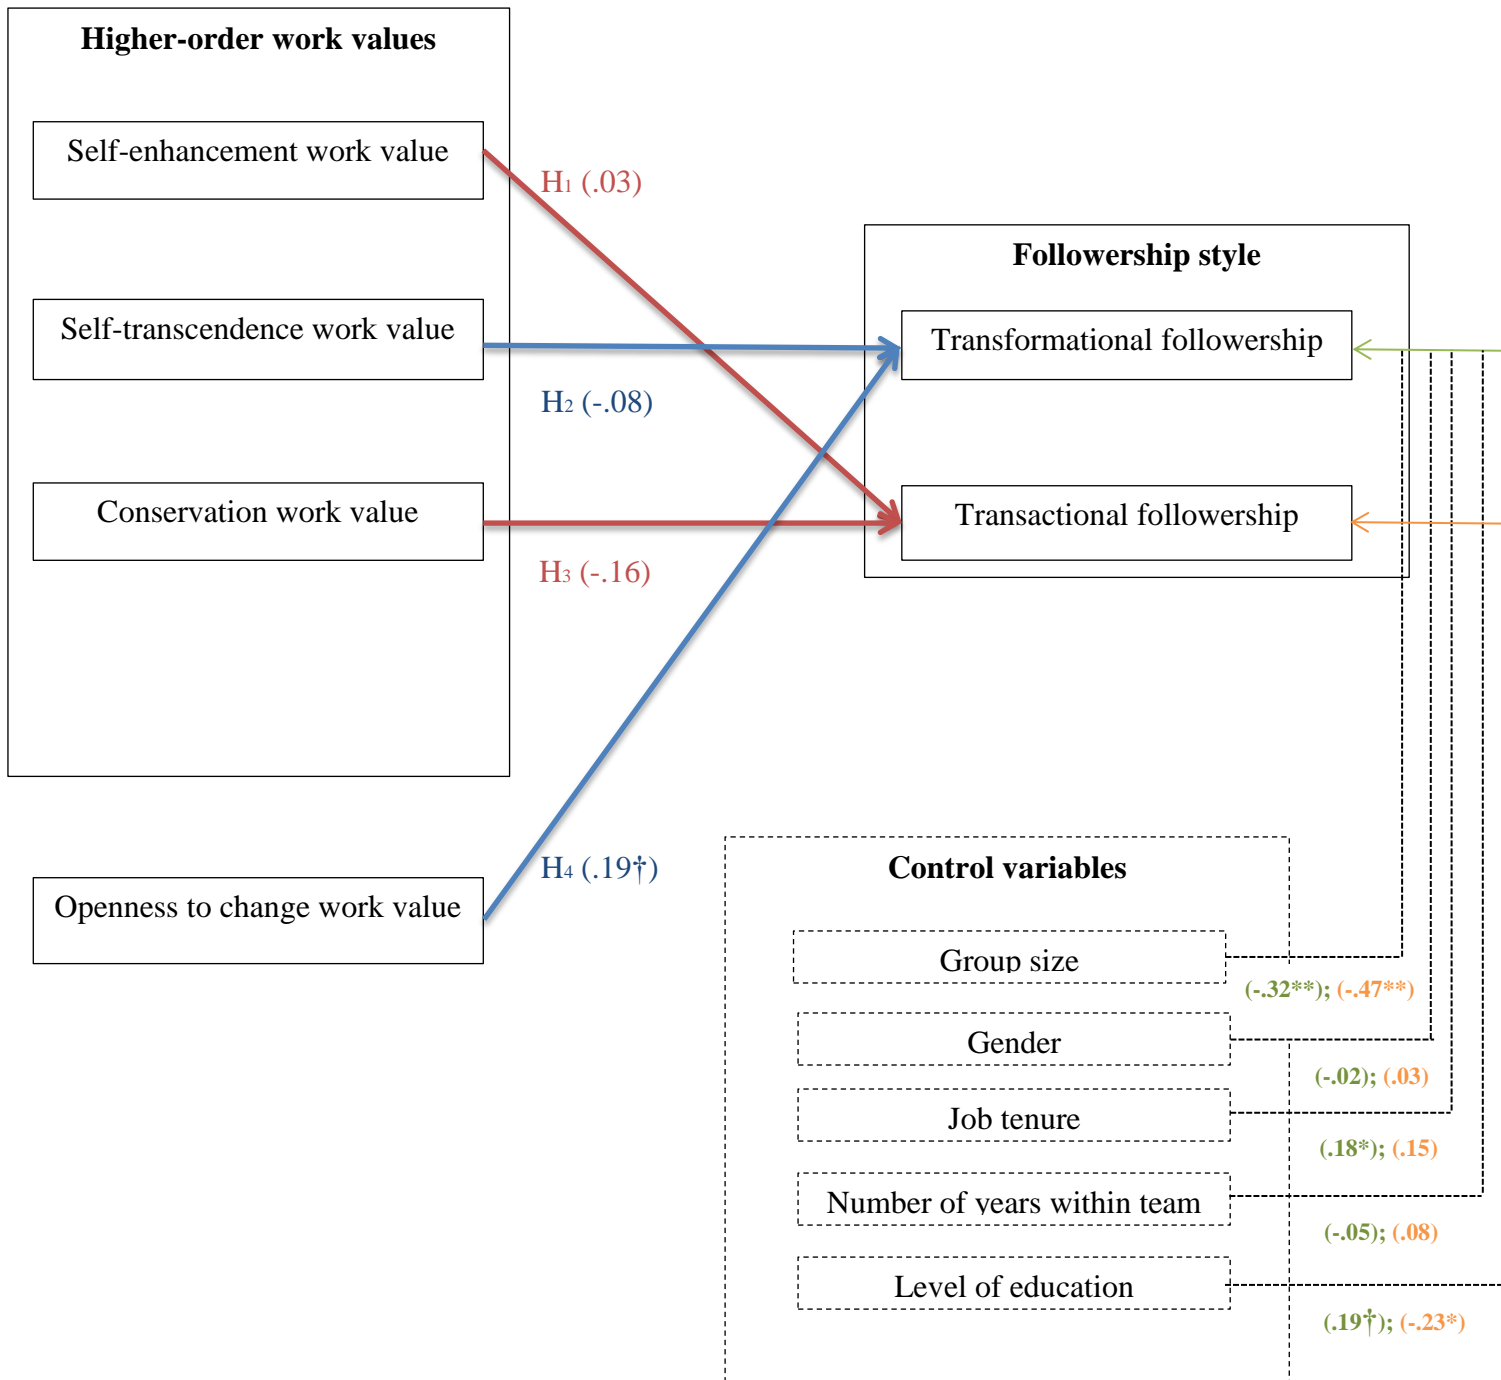 Higher-order work values
Self-enhancement work value
H1 (.03)
Followership style
Self-transcendence work value
Transformational followership
H2 (-.08)
Conservation work value
Transactional followership
H3 (-.16)
H4 (.19†)
Openness to change work value
Control variables
Group size
(-.32**); (-.47**)
Gender
(-.02); (.03)
Job tenure
(.18*); (.15)
Number of years within team
(-.05); (.08)
Level of education
(.19†); (-.23*)